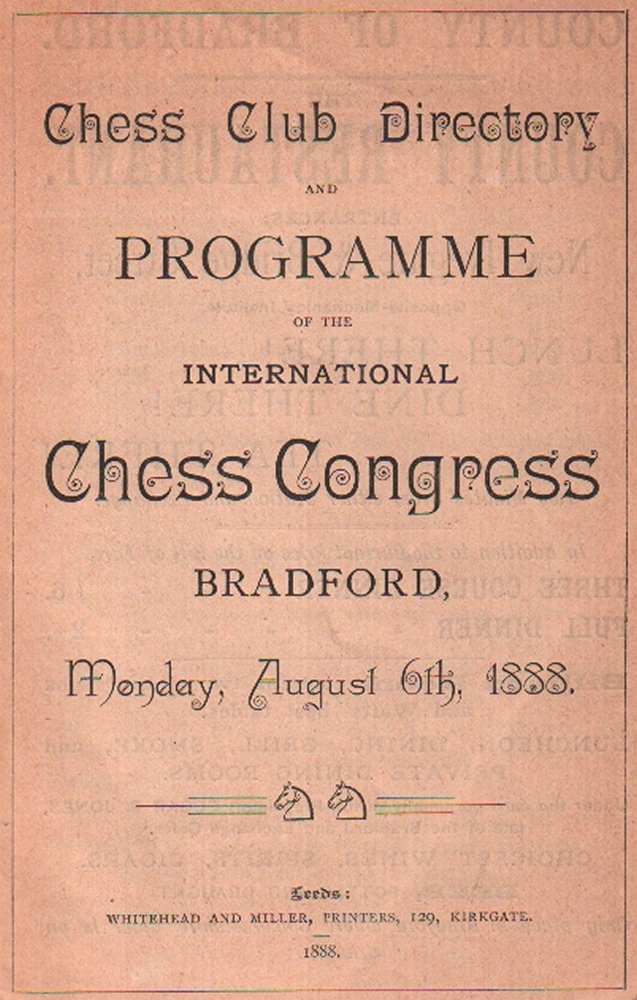 Chess Club Directory
AND
PROGRAMME
OF THE
INTERNATIONAL
Chess Congress
BRADFORD,
Monday, August 6th, 1888.
Leeds:
WHITEHEAD AND MILLER, PRINTERS, 129, KIRKGATE.
1888.